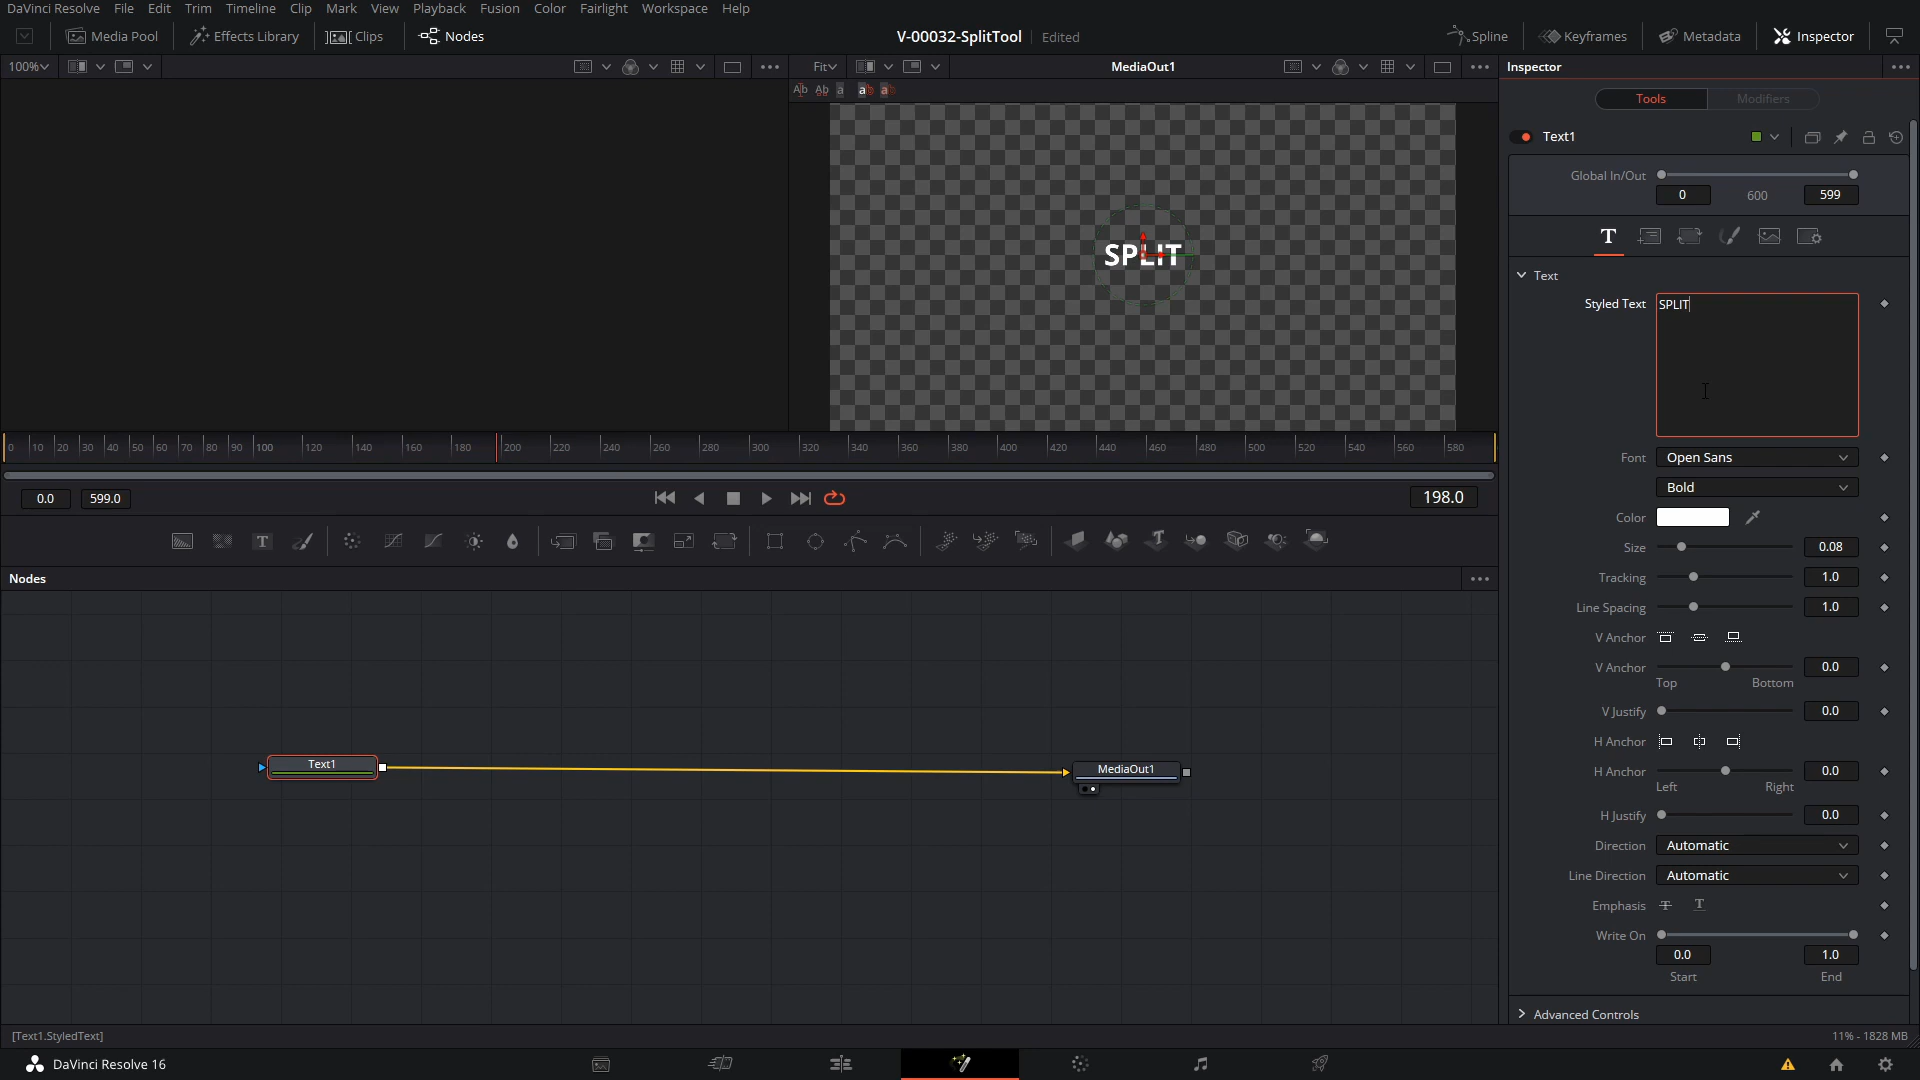 DaVinci Resolve File Edit Trim Timeline Clip Mark View Playback Fusion Color Fairlight Workspace Help
Media Pool Effects Library Clips Nodes V-00032-SplitTool Edited Spline Keyframes Metadata Inspector
100% Fit MediaOut1 Inspector
Tools Modifiers
Text1
Global In/Out
0 600 599
SPLIT
Text
Styled Text SPLIT
0 10 20 30 40 50 60 70 80 90 100 120 140 160 180 200 220 240 260 280 300 320 340 360 380 400 420 440 460 480 500 520 540 560 580
Font Open Sans
Bold
0.0 599.0 198.0
Color
Size 0.08
Tracking 1.0
Nodes
Line Spacing 1.0
V Anchor
V Anchor 0.0
Top Bottom
V Justify 0.0
H Anchor
H Anchor 0.0
Left Right
Text1 MediaOut1
H Justify 0.0
Direction Automatic
Line Direction Automatic
Emphasis
Write On
0.0 1.0
Start End
Advanced Controls
[Text1.StyledText] 11% - 1828 MB
DaVinci Resolve 16